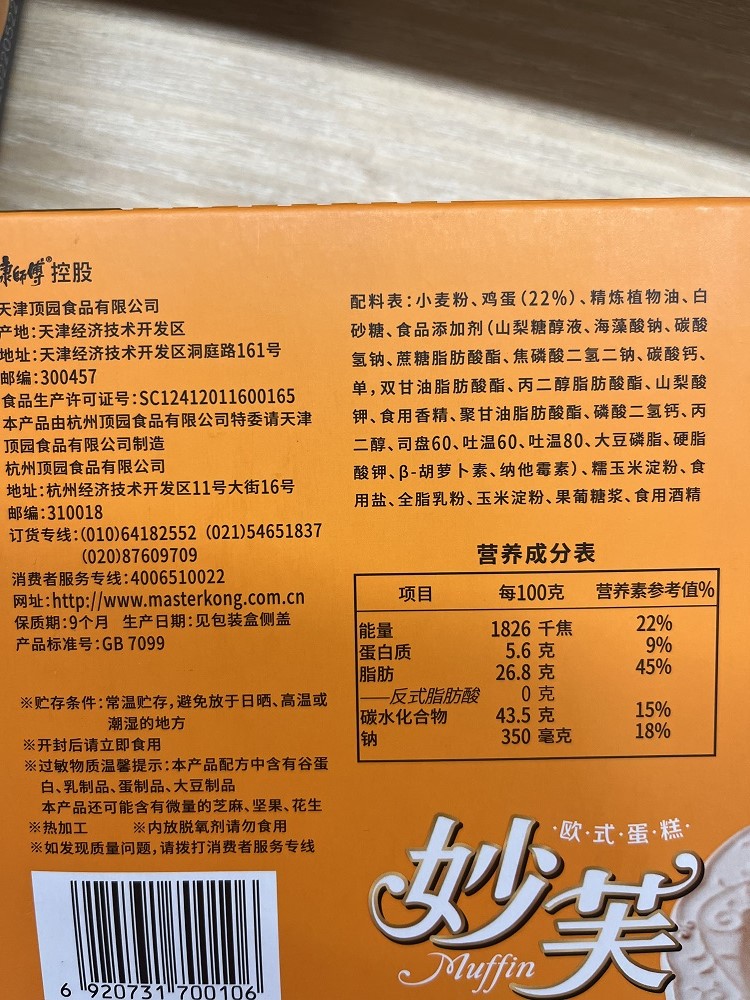 康師傅® 控股
天津顶园食品有限公司
产地:天津经济技术开发区
地址:天津经济技术开发区洞庭路161号
邮编:300457
食品生产许可证号:SC12412011600165
本产品由杭州顶园食品有限公司特委请天津
顶园食品有限公司制造
杭州顶园食品有限公司
地址:杭州经济技术开发区11号大街16号
邮编:310018
订货专线:(010)64182552 (021)54651837
(020)87609709
消费者服务专线:4006510022
网址:http://www.masterkong.com.cn
保质期:9个月 生产日期:见包装盒侧盖
产品标准号:GB 7099
※贮存条件:常温贮存,避免放于日晒、高温或
潮湿的地方
※开封后请立即食用
※过敏物质温馨提示:本产品配方中含有谷蛋
白、乳制品、蛋制品、大豆制品
本产品还可能含有微量的芝麻、坚果、花生
※热加工 ※内放脱氧剂请勿食用
※如发现质量问题,请拨打消费者服务专线
6 920731 700106
配料表:小麦粉、鸡蛋(22%)、精炼植物油、白
砂糖、食品添加剂(山梨糖醇液、海藻酸钠、碳酸
氢钠、蔗糖脂肪酸酯、焦磷酸二氢二钠、碳酸钙、
单,双甘油脂肪酸酯、丙二醇脂肪酸酯、山梨酸
钾、食用香精、聚甘油脂肪酸酯、磷酸二氢钙、丙
二醇、司盘60、吐温60、吐温80、大豆磷脂、硬脂
酸钾、β-胡萝卜素、纳他霉素)、糯玉米淀粉、食
用盐、全脂乳粉、玉米淀粉、果葡糖浆、食用酒精
营养成分表
项目 每100克 营养素参考值%
能量 1826 千焦 22%
蛋白质 5.6 克 9%
脂肪 26.8 克 45%
——反式脂肪酸 0 克
碳水化合物 43.5 克 15%
钠 350 毫克 18%
·欧·式·蛋·糕·
妙芙
Muffin